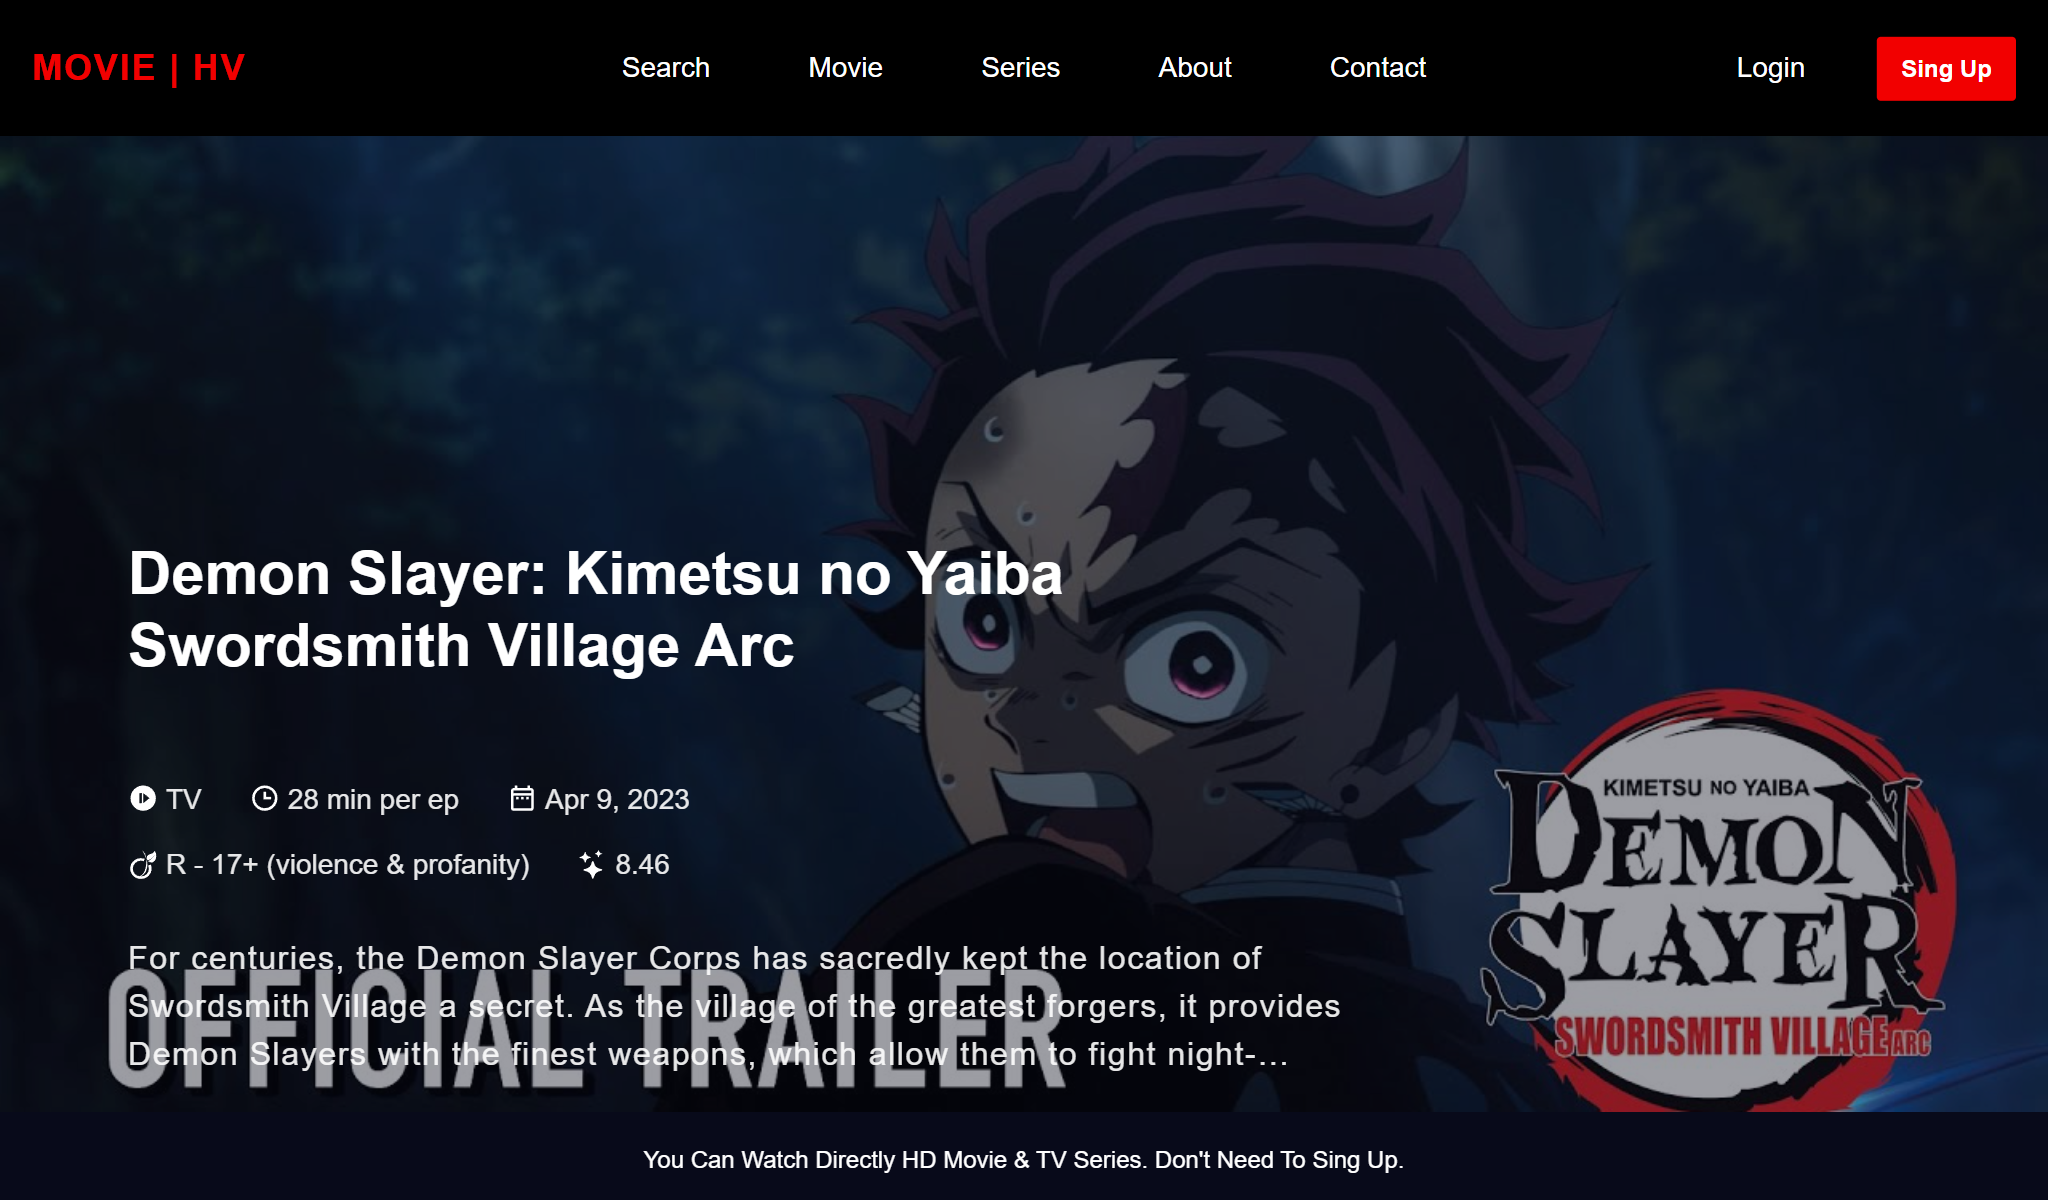 MOVIE | HV
Search
Movie
Series
About
Contact
Login
Sing Up
Demon Slayer: Kimetsu no Yaiba
Swordsmith Village Arc
TV
28 min per ep
Apr 9, 2023
R - 17+ (violence & profanity)
8.46
For centuries, the Demon Slayer Corps has sacredly kept the location of
Swordsmith Village a secret. As the village of the greatest forgers, it provides
Demon Slayers with the finest weapons, which allow them to fight night-...
OFFICIAL TRAILER
KIMETSU NO YAIBA
DEMON
SLAYER
SWORDSMITH VILLAGE ARC
You Can Watch Directly HD Movie & TV Series. Don't Need To Sing Up.